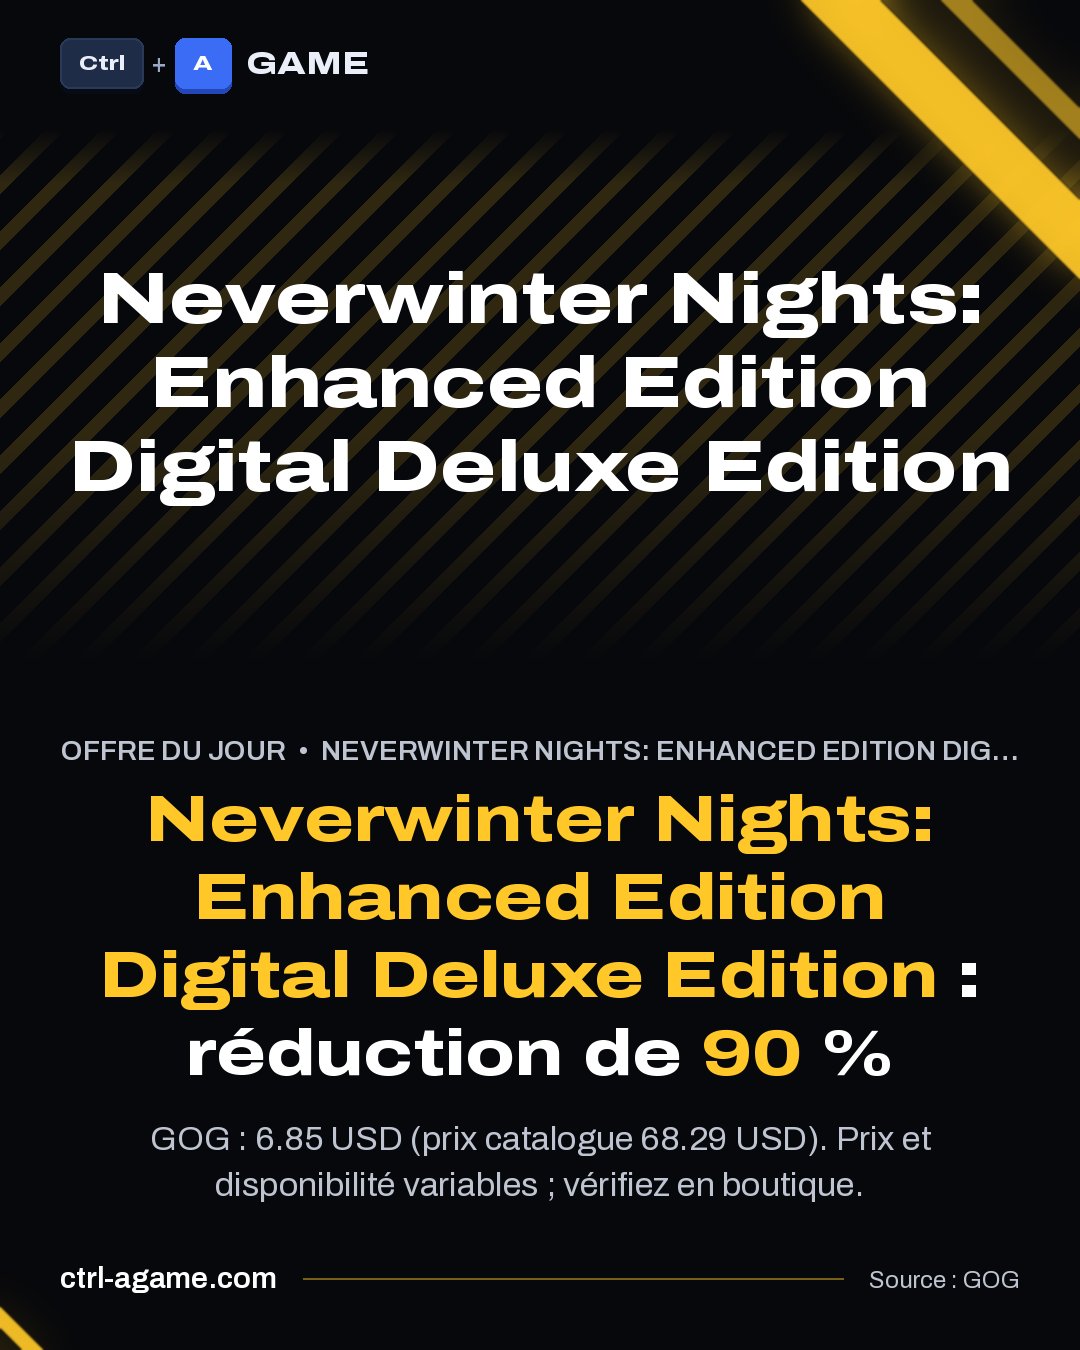 Ctrl + A GAME
Neverwinter Nights:
Enhanced Edition
Digital Deluxe Edition
OFFRE DU JOUR • NEVERWINTER NIGHTS: ENHANCED EDITION DIG…
Neverwinter Nights:
Enhanced Edition
Digital Deluxe Edition :
réduction de 90 %
GOG : 6.85 USD (prix catalogue 68.29 USD). Prix et
disponibilité variables ; vérifiez en boutique.
ctrl-agame.com
Source : GOG